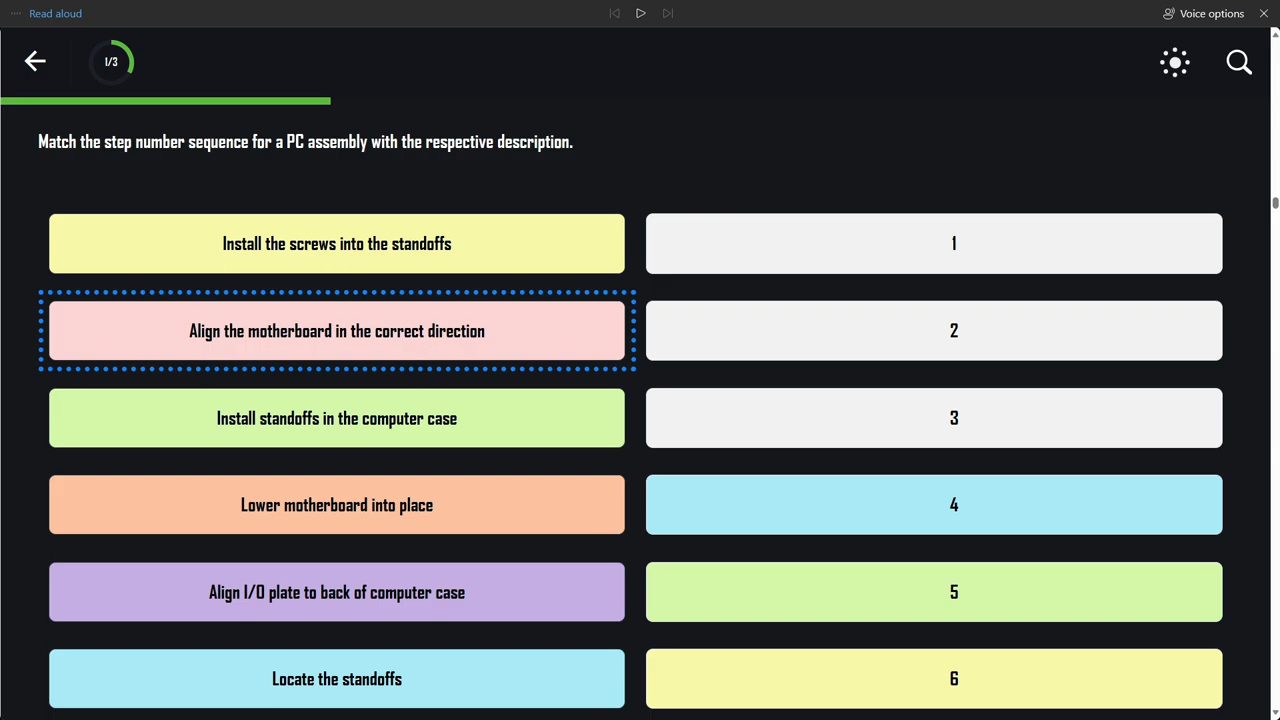 Read aloud
Voice options
1/3
Match the step number sequence for a PC assembly with the respective description.
Install the screws into the standoffs
1
Align the motherboard in the correct direction
2
Install standoffs in the computer case
3
Lower motherboard into place
4
Align I/O plate to back of computer case
5
Locate the standoffs
6